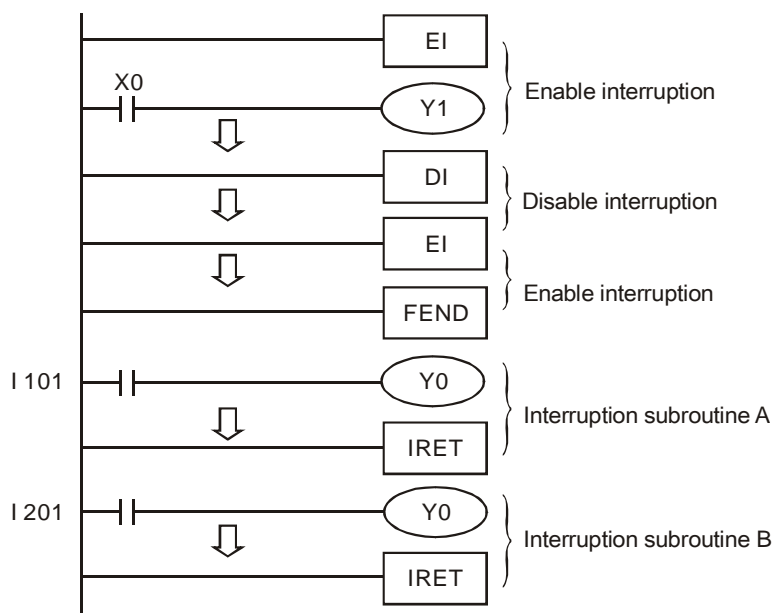 EI
Enable interruption
X0
Y1
DI
Disable interruption
EI
Enable interruption
FEND
I 101
Y0
Interruption subroutine A
IRET
I 201
Y0
Interruption subroutine B
IRET